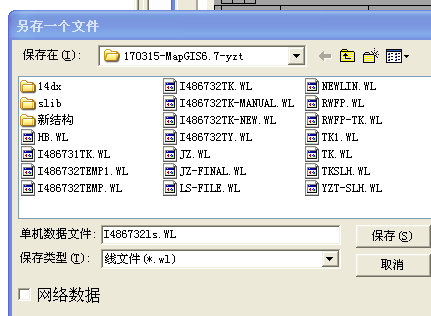 另存一个文件
保存在(I): 170315-MapGIS6.7-yzt
14dx I486732TK.WL NEWLIN.WL
slib I486732TK-MANUAL.WL RWFP.WL
新结构 I486732TK-NEW.WL RWFP-TK.WL
HB.WL I486732TY.WL TK1.WL
I486731TK.WL JZ.WL TK.WL
I486732TEMP1.WL JZ-FINAL.WL TKSLH.WL
I486732TEMP.WL LS-FILE.WL YZT-SLH.WL
单机数据文件: I486732ls.WL 保存(S)
保存类型(T): 线文件(*.wl) 取消
网络数据